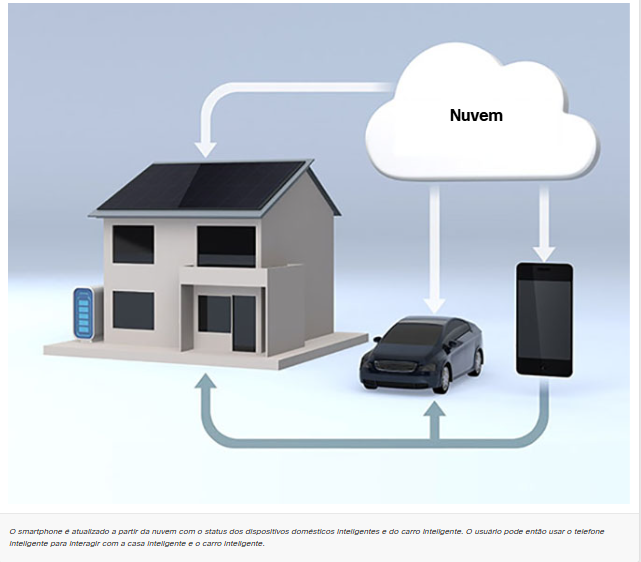 Nuvem
O smartphone é atualizado a partir da nuvem com o status dos dispositivos domésticos inteligentes e do carro inteligente. O usuário pode então usar o telefone
inteligente para interagir com a casa inteligente e o carro inteligente.